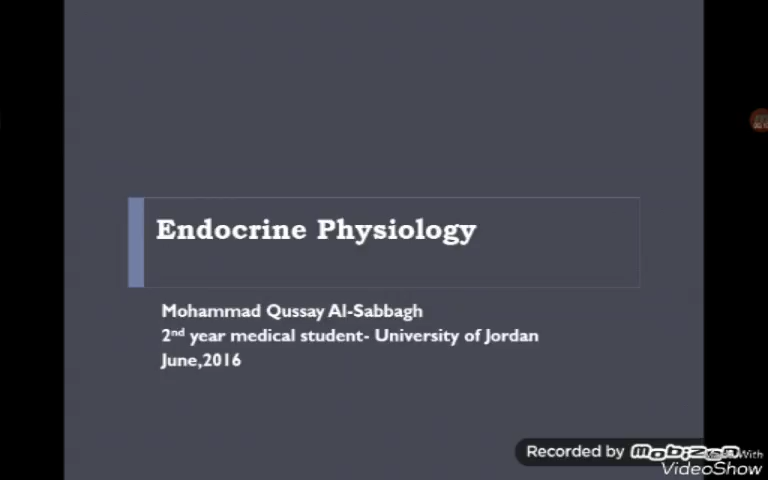 Endocrine Physiology
Mohammad Qussay Al-Sabbagh
2nd year medical student- University of Jordan
June,2016
Recorded by Mobizen
With
VideoShow